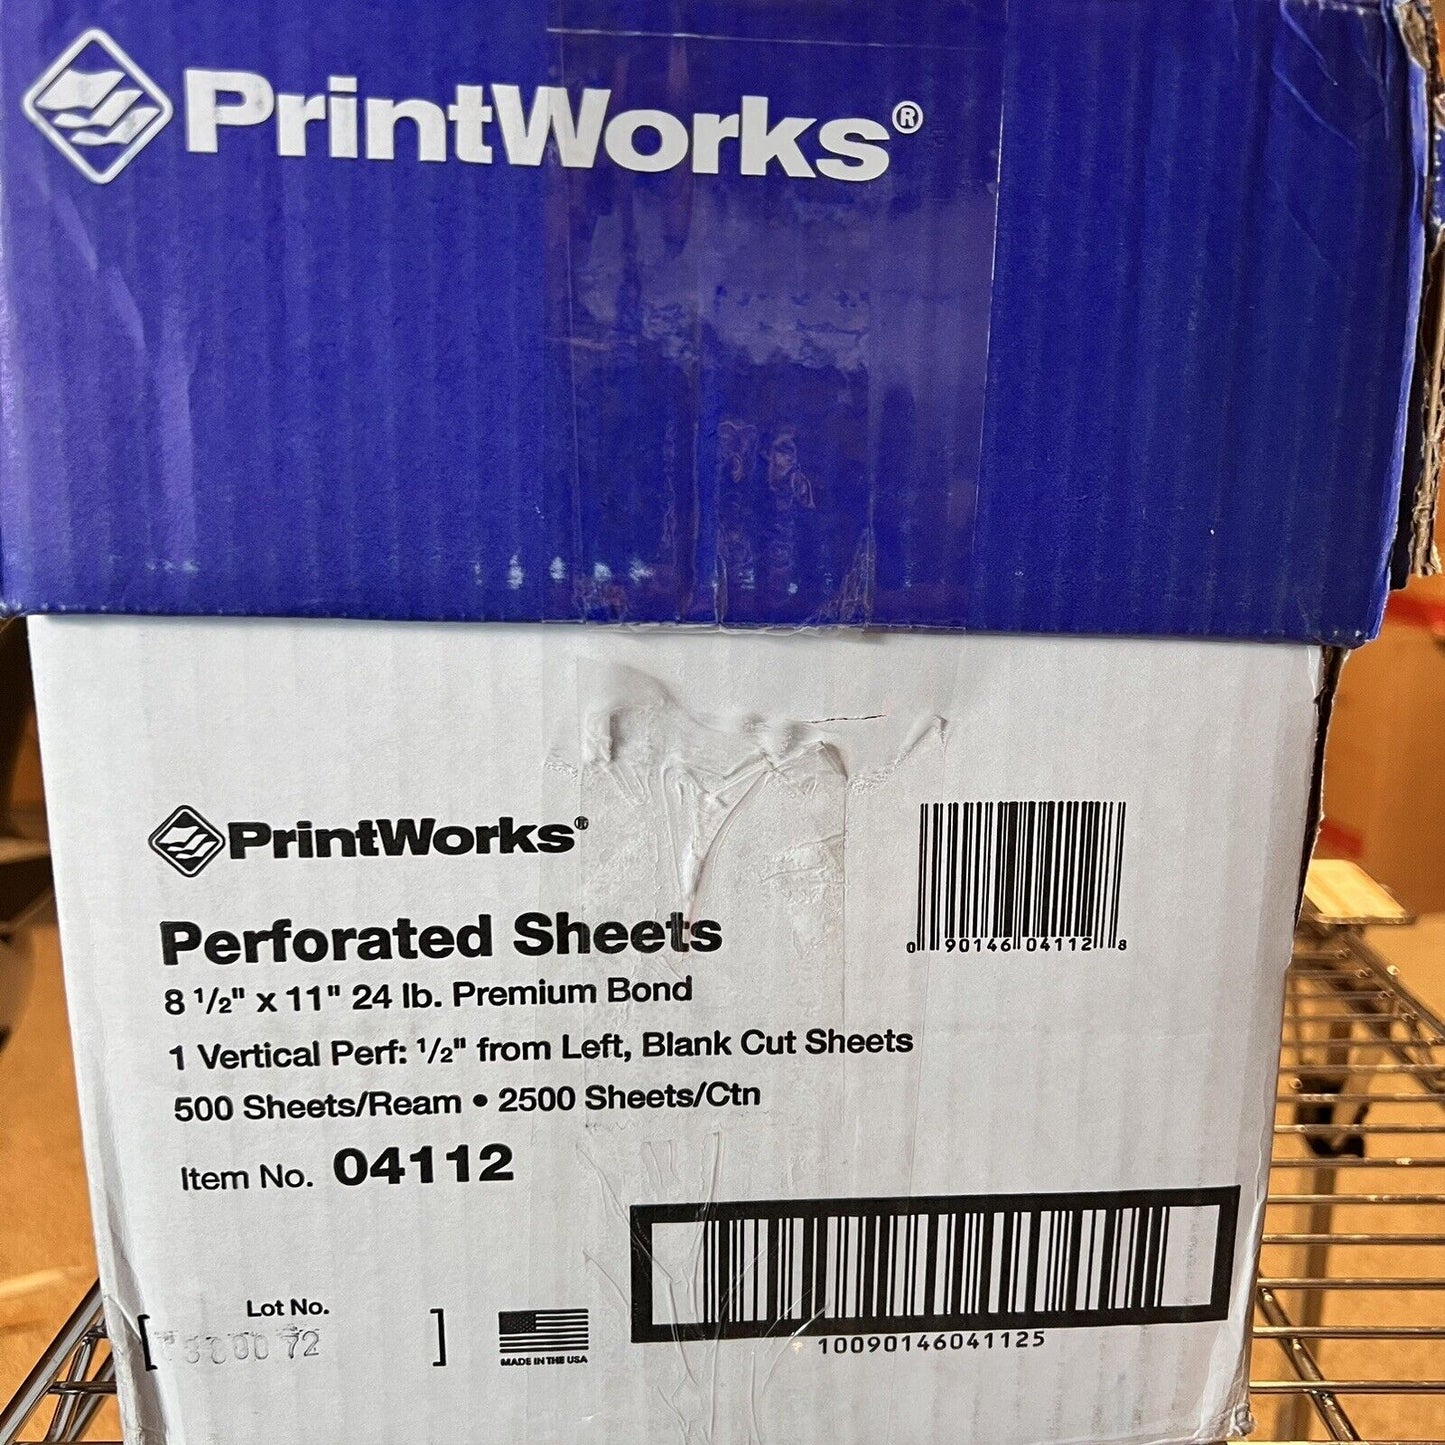 PrintWorks®
PrintWorks®
Perforated Sheets
8 1/2" x 11" 24 lb. Premium Bond
1 Vertical Perf: 1/2" from Left, Blank Cut Sheets
500 Sheets/Ream • 2500 Sheets/Ctn
Item No. 04112
0 90146 04112 8
Lot No.
MADE IN THE USA
10090146041125